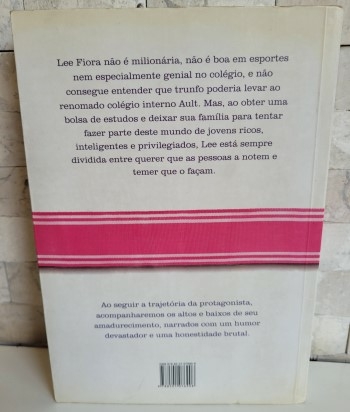 Lee Fiora não é milionária, não é boa em esportes
nem especialmente genial no colégio, e não
consegue entender que trunfo poderia levar ao
renomado colégio interno Ault. Mas, ao obter uma
bolsa de estudos e deixar sua família para tentar
fazer parte deste mundo de jovens ricos,
inteligentes e privilegiados, Lee está sempre
dividida entre querer que as pessoas a notem e
temer que o façam.
Ao seguir a trajetória da protagonista,
acompanharemos os altos e baixos de seu
amadurecimento, narrados com um humor
devastador e uma honestidade brutal.